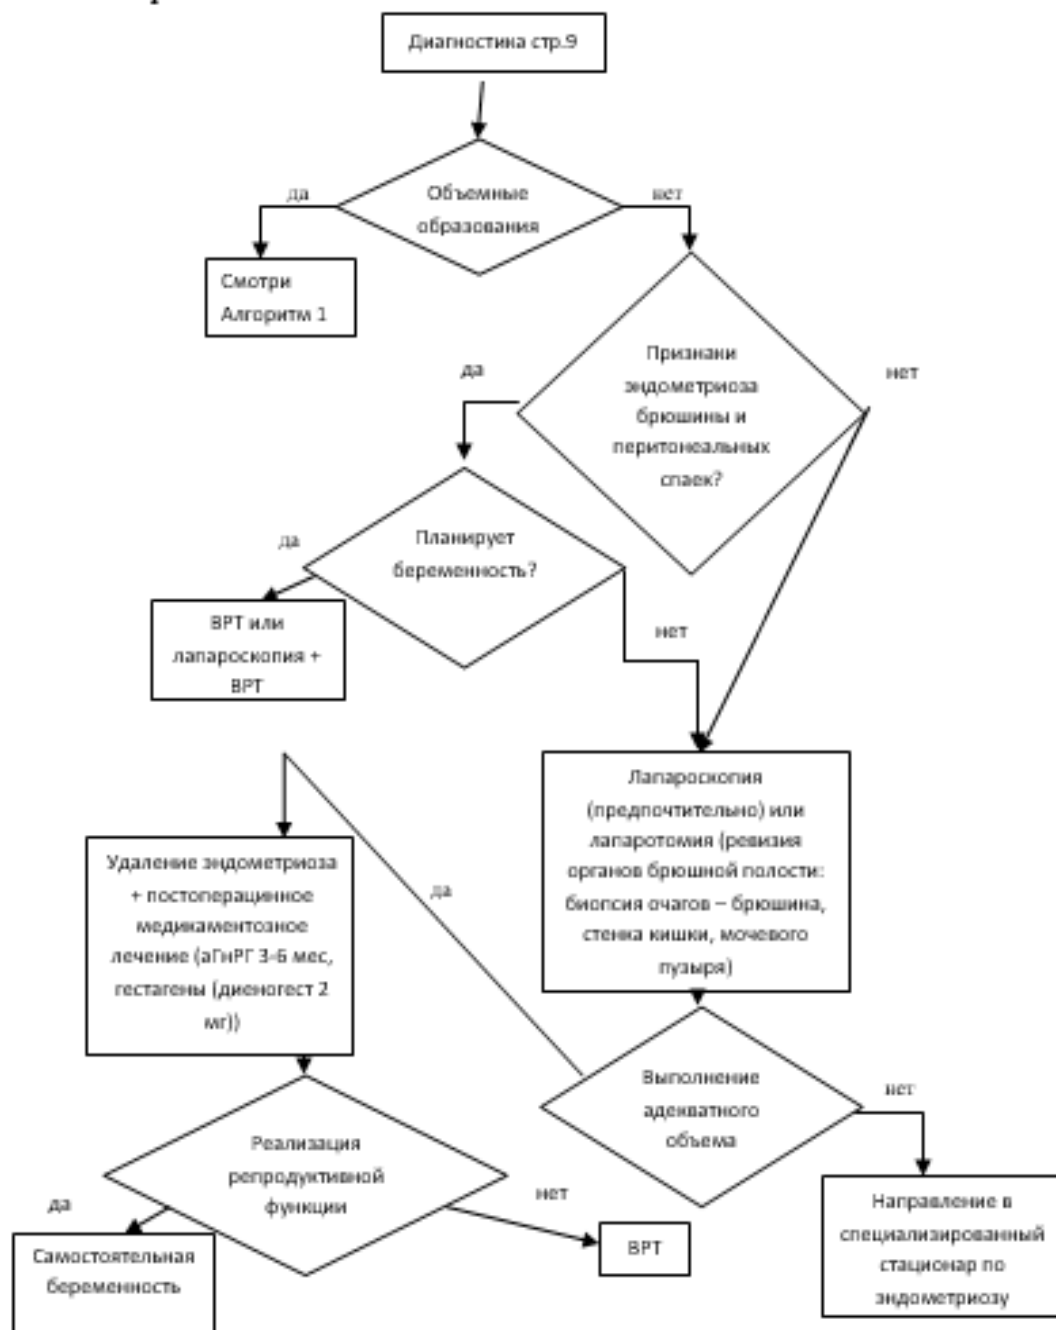 Диагностика стр.9
да
Объемные
образования
нет
Смотри
Алгоритм 1
да
Признаки
эндометриоза
брюшины и
перитонеальных
спаек?
нет
да
Планирует
беременность?
нет
ВРТ или
лапароскопия +
ВРТ
Лапароскопия
(предпочтительно) или
лапаротомия (ревизия
органов брюшной полости:
биопсия очагов – брюшина,
стенка кишки, мочевого
пузыря)
Удаление эндометриоза
+ постоперацинное
медикаментозное
лечение (аГнРГ 3-6 мес,
гестагены (диеногест 2
мг))
да
Выполнение
адекватного
объема
нет
Реализация
репродуктивной
функции
да
нет
Самостоятельная
беременность
ВРТ
Направление в
специализированный
стационар по
эндометриозу